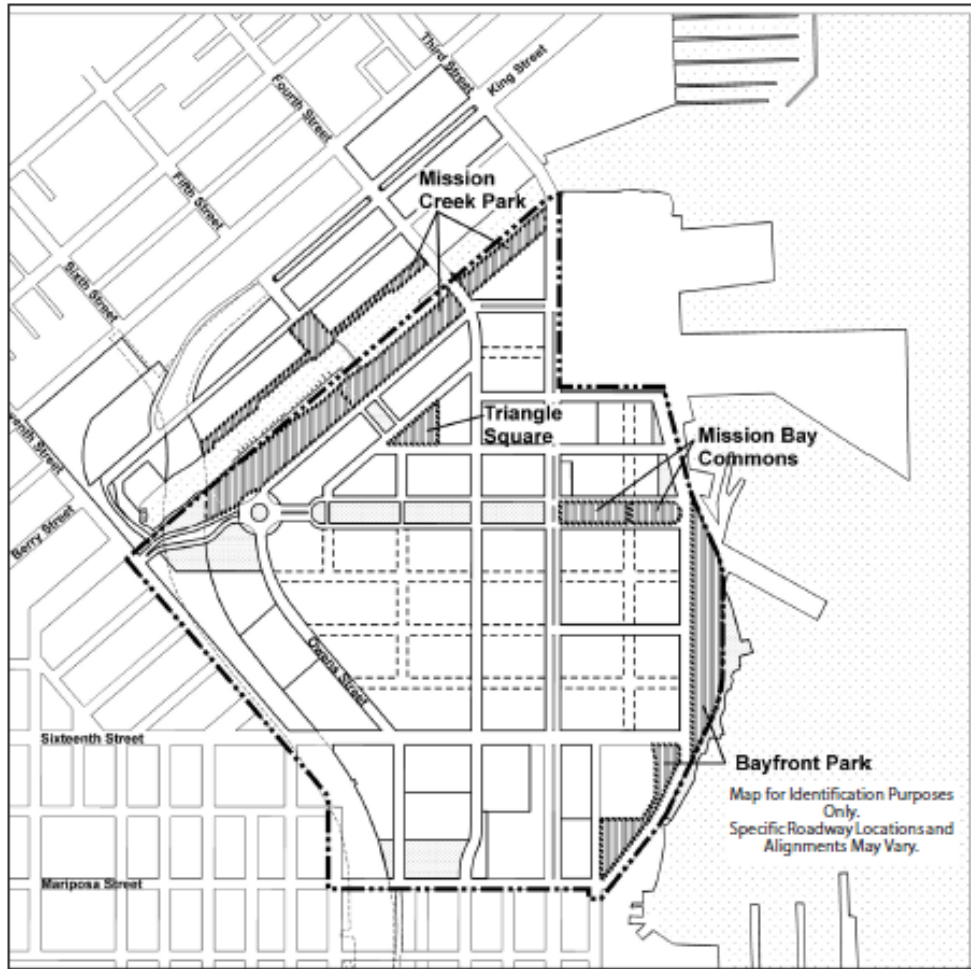 Third Street
King Street
Fourth Street
Fifth Street
Sixth Street
venth Street
Berry Street
Mission
Creek Park
Triangle
Square
Mission Bay
Commons
Owens Street
Sixteenth Street
Bayfront Park
Map for Identification Purposes
Only.
Specific Roadway Locations and
Alignments May Vary.
Mariposa Street